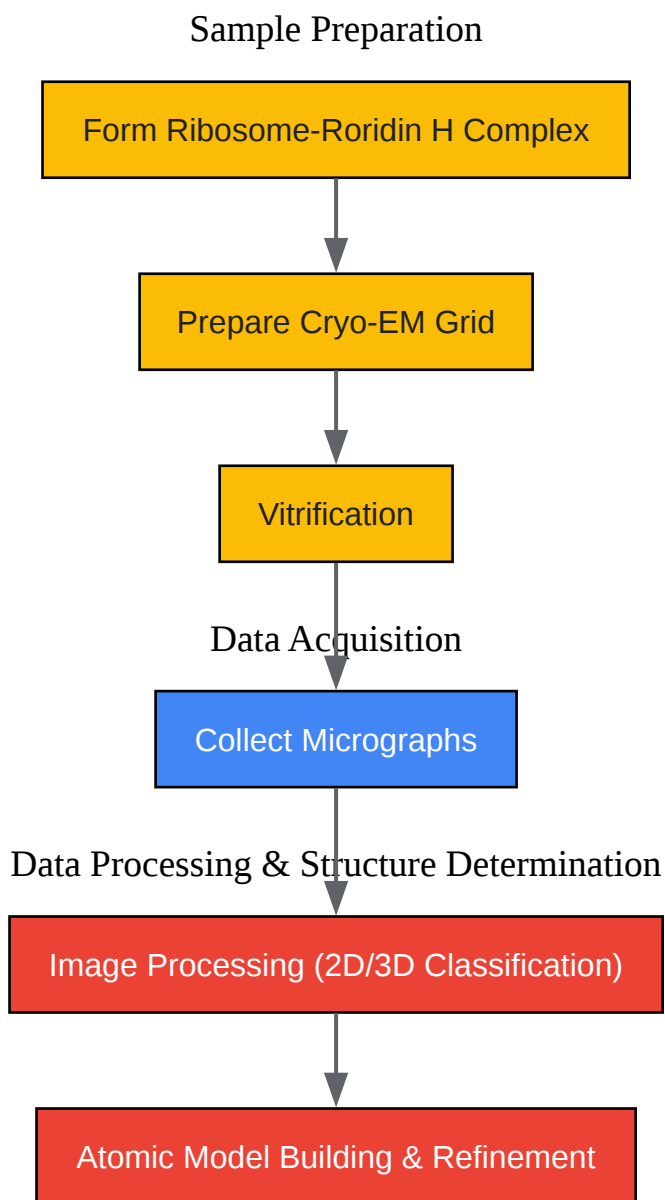 Sample Preparation
Form Ribosome-Roridin H Complex
Prepare Cryo-EM Grid
Vitrification
Data Acquisition
Collect Micrographs
Data Processing & Structure Determination
Image Processing (2D/3D Classification)
Atomic Model Building & Refinement